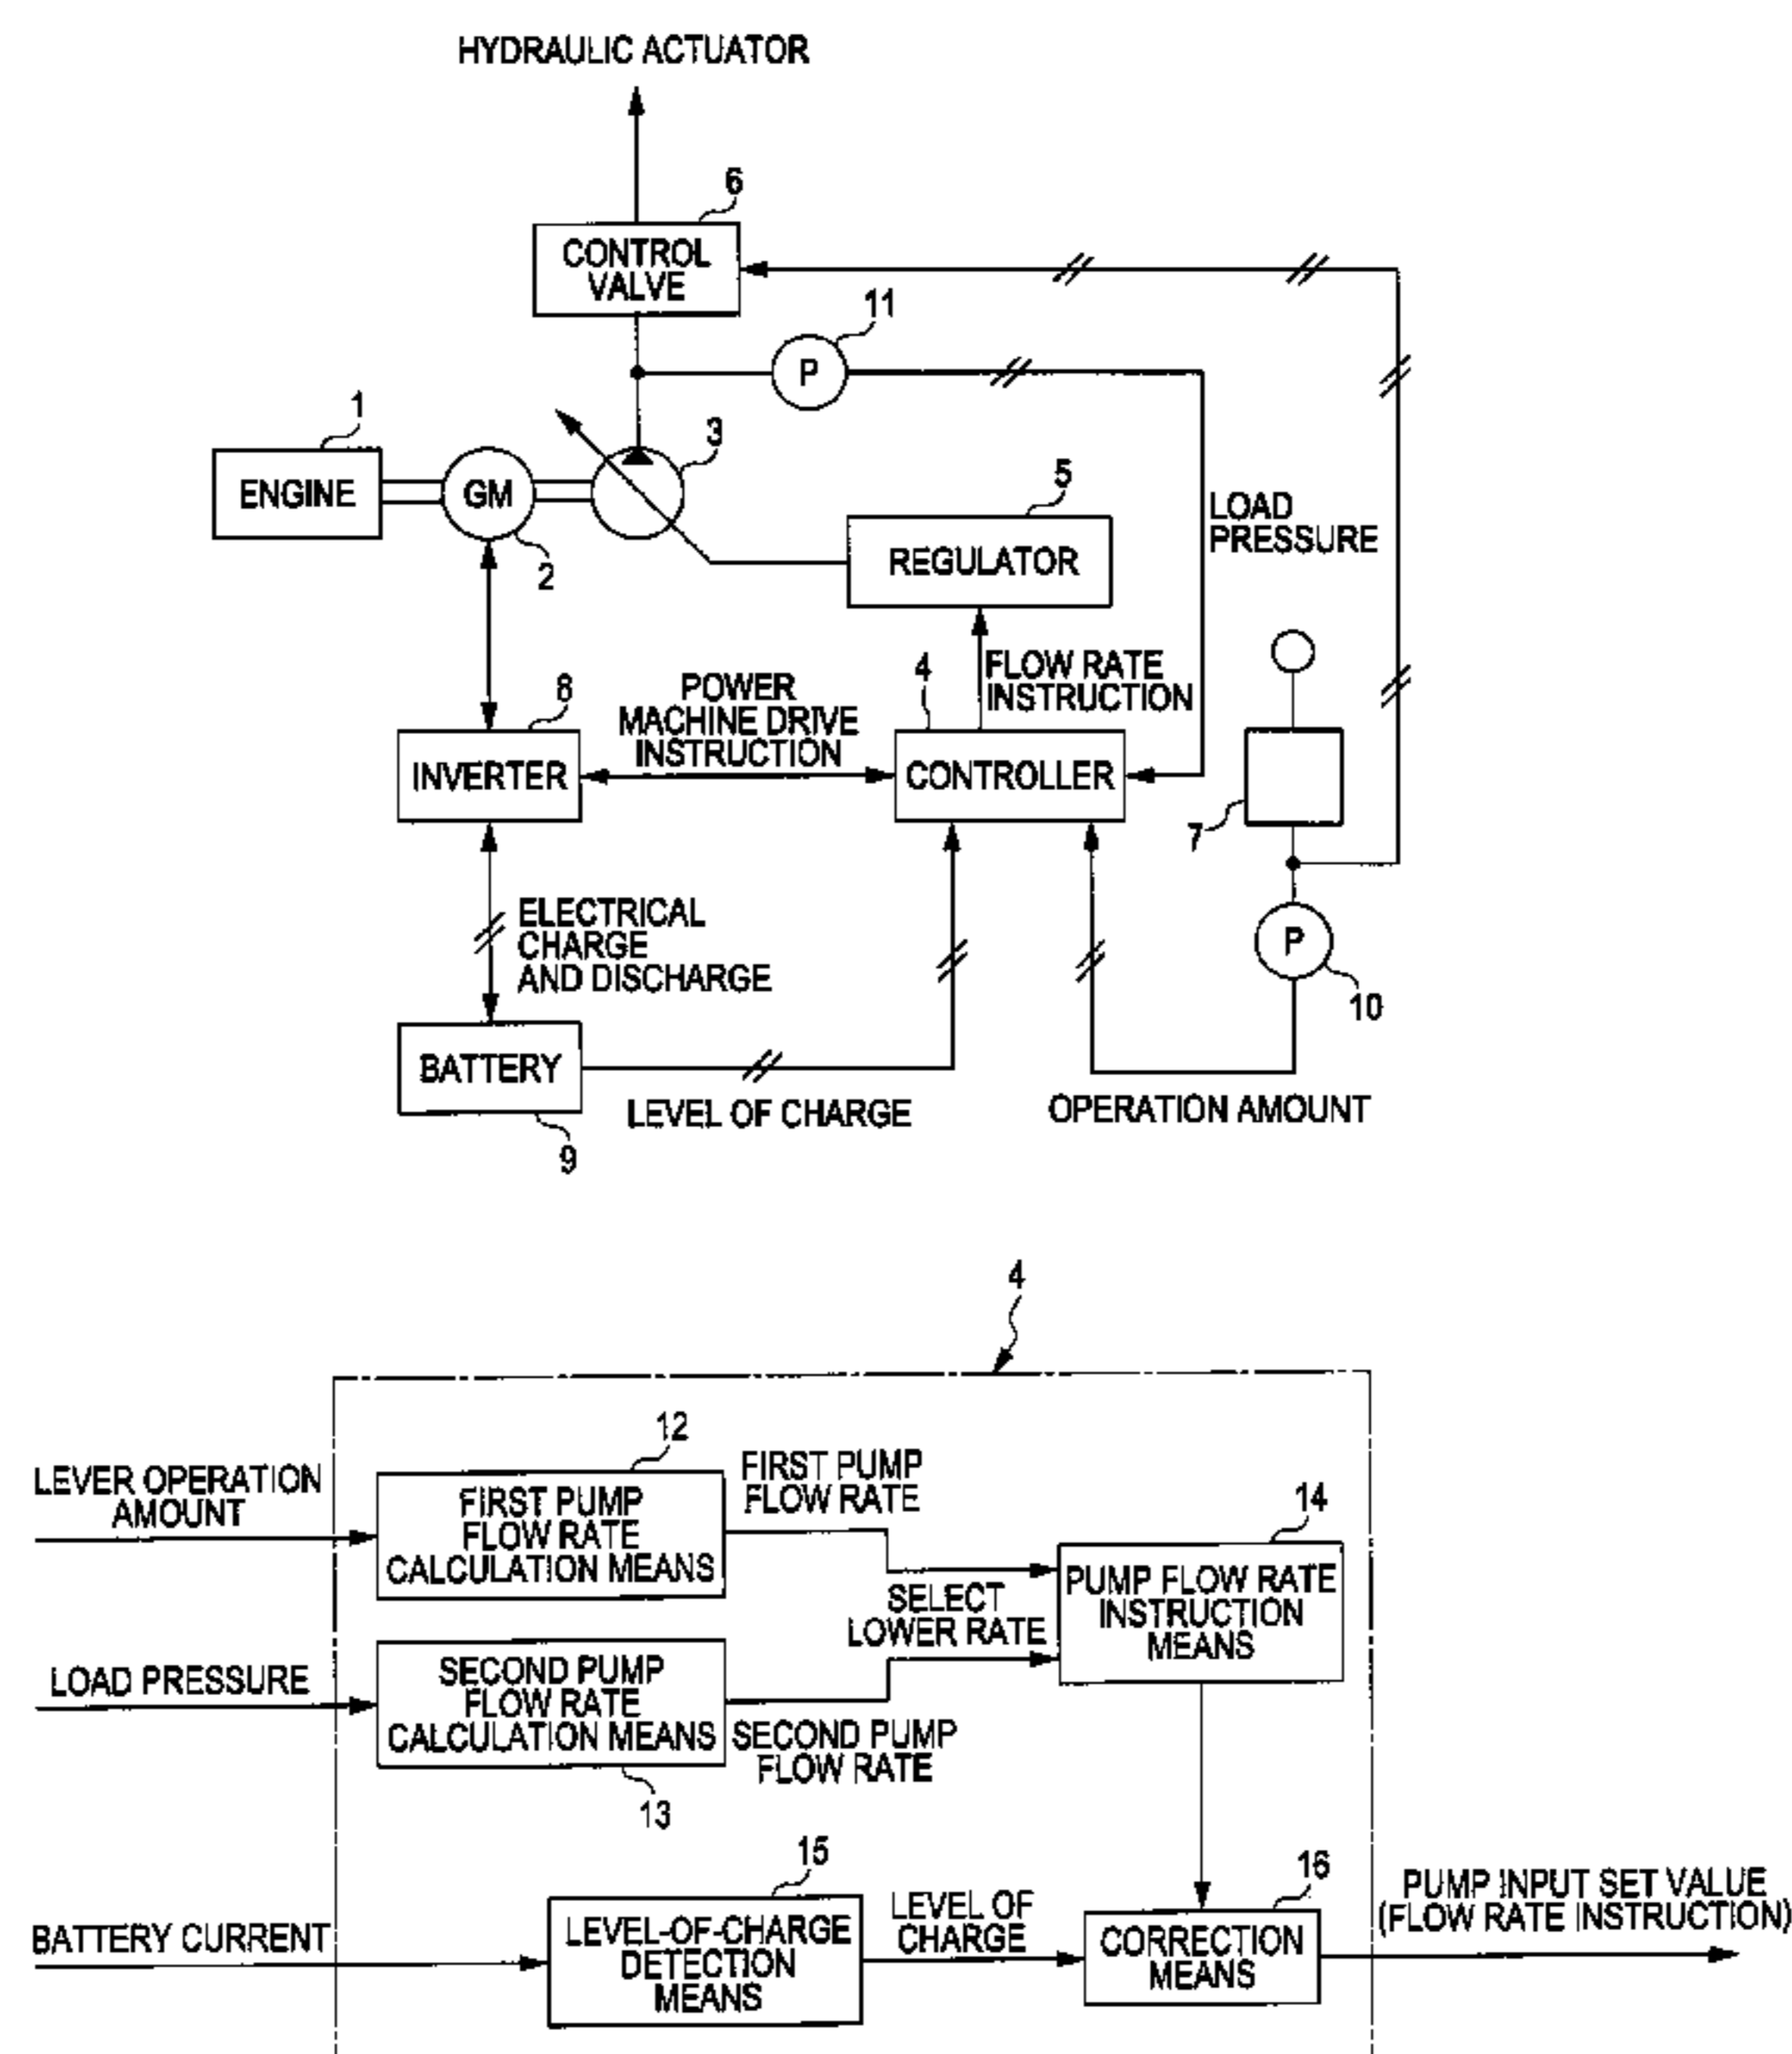 HYDRAULIC ACTUATOR
6
CONTROL
VALVE
11
P
1
3
ENGINE
GM
5
LOAD
PRESSURE
2
REGULATOR
4
FLOW RATE
INSTRUCTION
8
POWER
MACHINE DRIVE
INSTRUCTION
INVERTER
CONTROLLER
7
ELECTRICAL
CHARGE
AND DISCHARGE
P
10
BATTERY
LEVEL OF CHARGE
OPERATION AMOUNT
9
4
12
LEVER OPERATION
AMOUNT
FIRST PUMP
FLOW RATE
CALCULATION MEANS
FIRST PUMP
FLOW RATE
14
PUMP FLOW RATE
INSTRUCTION
MEANS
SELECT
LOWER RATE
LOAD PRESSURE
SECOND PUMP
FLOW RATE
CALCULATION MEANS
SECOND PUMP
FLOW RATE
13
15
16
BATTERY CURRENT
LEVEL-OF-CHARGE
DETECTION
MEANS
LEVEL OF
CHARGE
CORRECTION
MEANS
PUMP INPUT SET VALUE
(FLOW RATE INSTRUCTION)